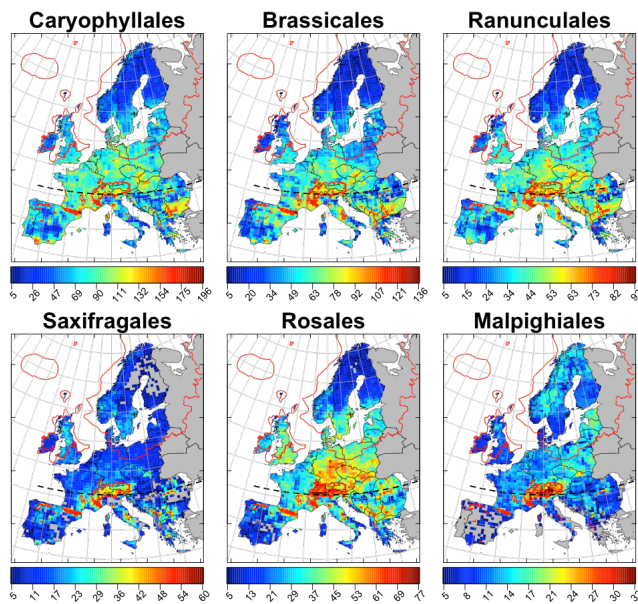 Caryophyllales Brassicales Ranunculales
5 26 47 69 90 111 132 154 175 196
5 20 34 49 63 78 92 107 121 136
5 15 24 34 44 53 63 73 82 9
Saxifragales Rosales Malpighiales
5 11 17 23 29 36 42 48 54 60
5 13 21 29 37 45 53 61 69 77
5 8 11 14 17 21 24 27 30 3